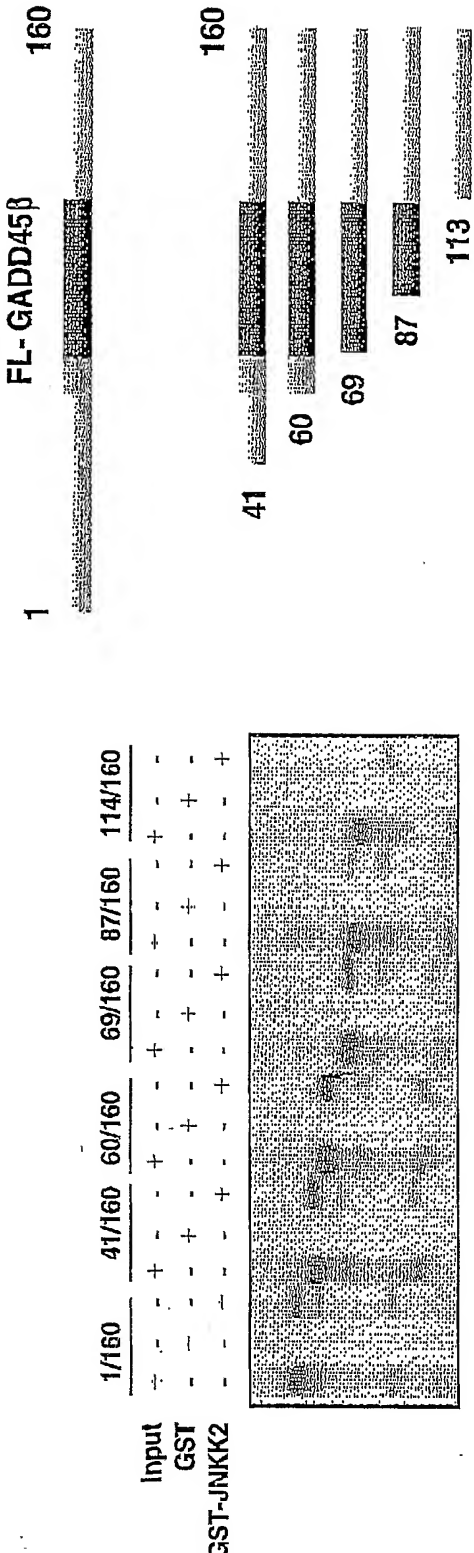 1/160 41/160 60/160 69/160 87/160 114/160
Input + - - + - - + - - + - - + - - + - -
GST - + - - + - - + - - + - - + - - + -
GST-JNKK2 - - + - - + - - + - - + - - + - - +
FL-GADD45β
1 160
160
41
60
69
87
113